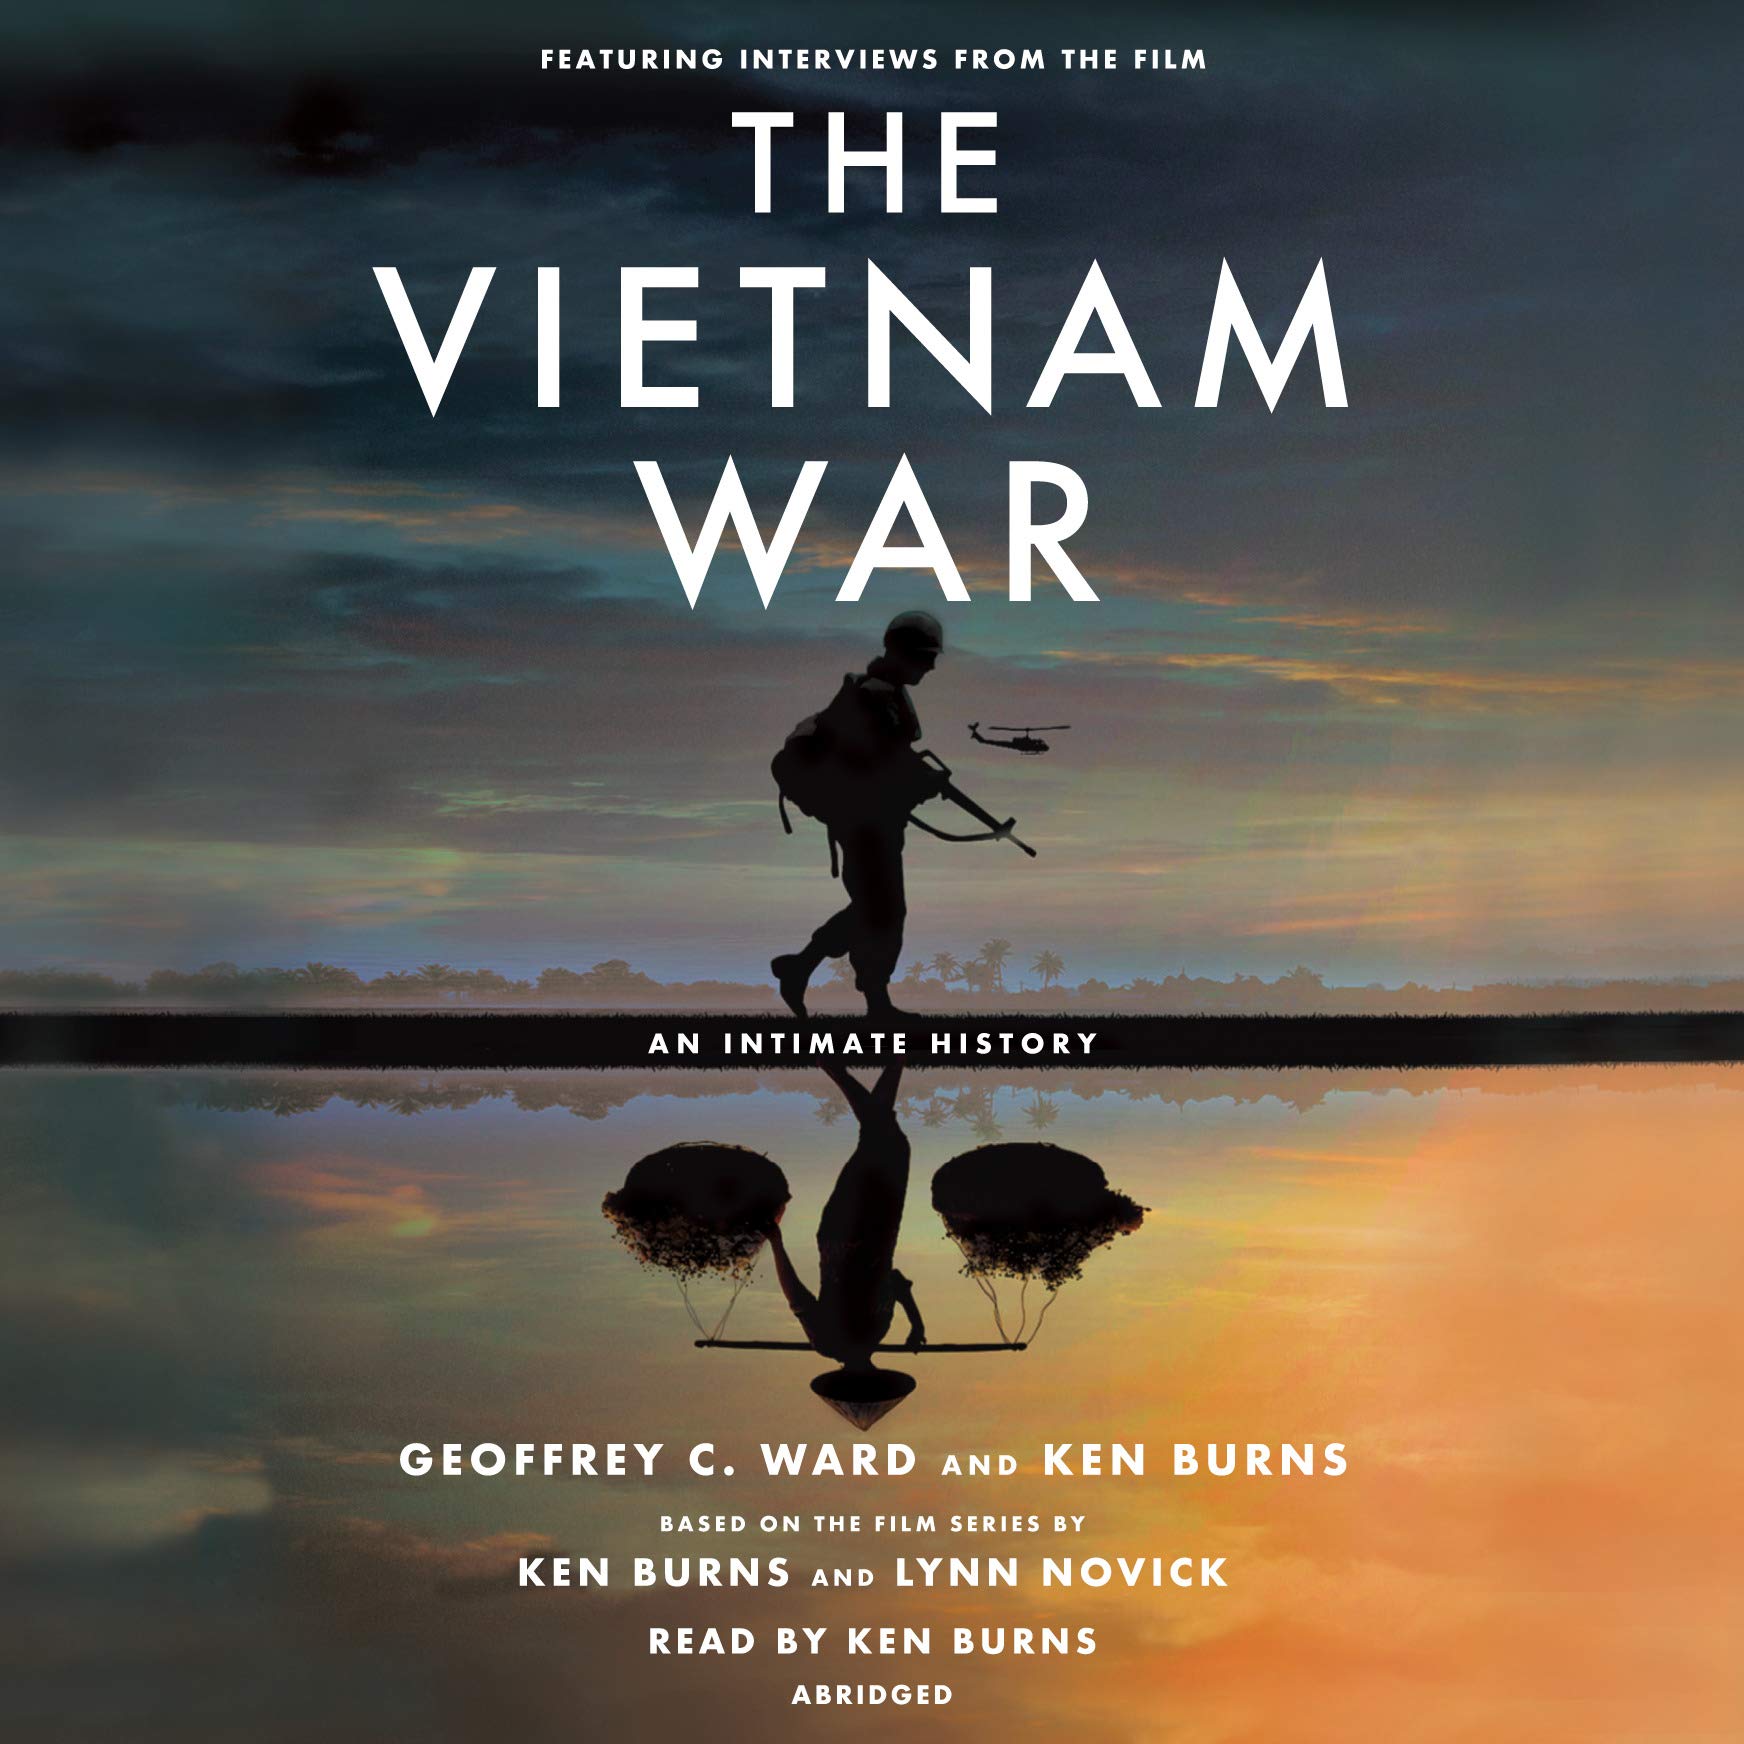 FEATURING INTERVIEWS FROM THE FILM
THE
VIETNAM
WAR
AN INTIMATE HISTORY
GEOFFREY C. WARD AND KEN BURNS
BASED ON THE FILM SERIES BY
KEN BURNS AND LYNN NOVICK
READ BY KEN BURNS
ABRIDGED